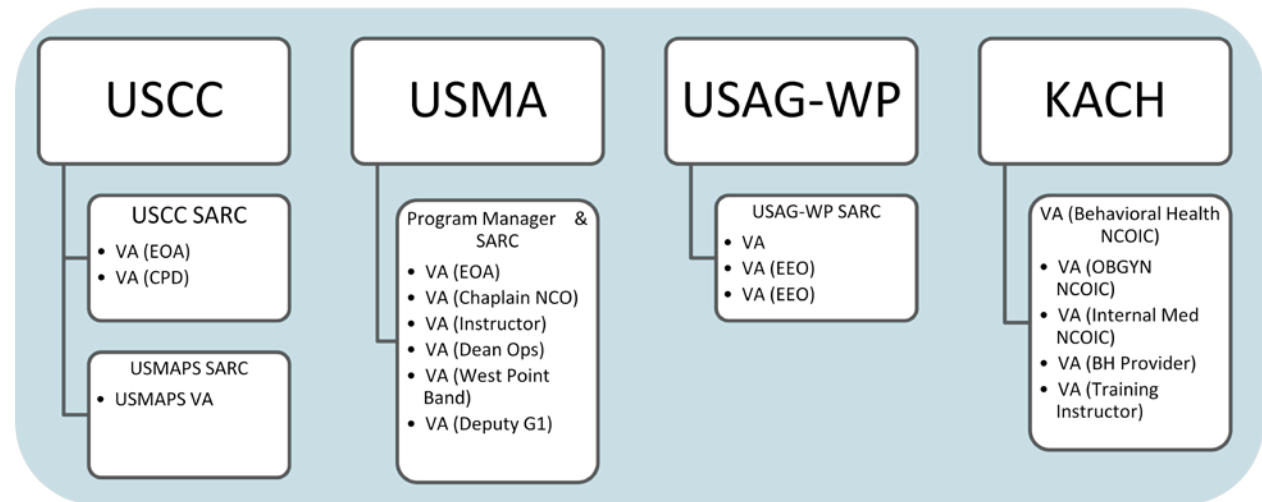 USCC
USCC SARC
• VA (EOA)
• VA (CPD)
USMAPS SARC
• USMAPS VA
USMA
Program Manager &
SARC
• VA (EOA)
• VA (Chaplain NCO)
• VA (Instructor)
• VA (Dean Ops)
• VA (West Point
Band)
• VA (Deputy G1)
USAG-WP
USAG-WP SARC
• VA
• VA (EEO)
• VA (EEO)
KACH
VA (Behavioral Health
NCOIC)
• VA (OBGYN
NCOIC)
• VA (Internal Med
NCOIC)
• VA (BH Provider)
• VA (Training
Instructor)